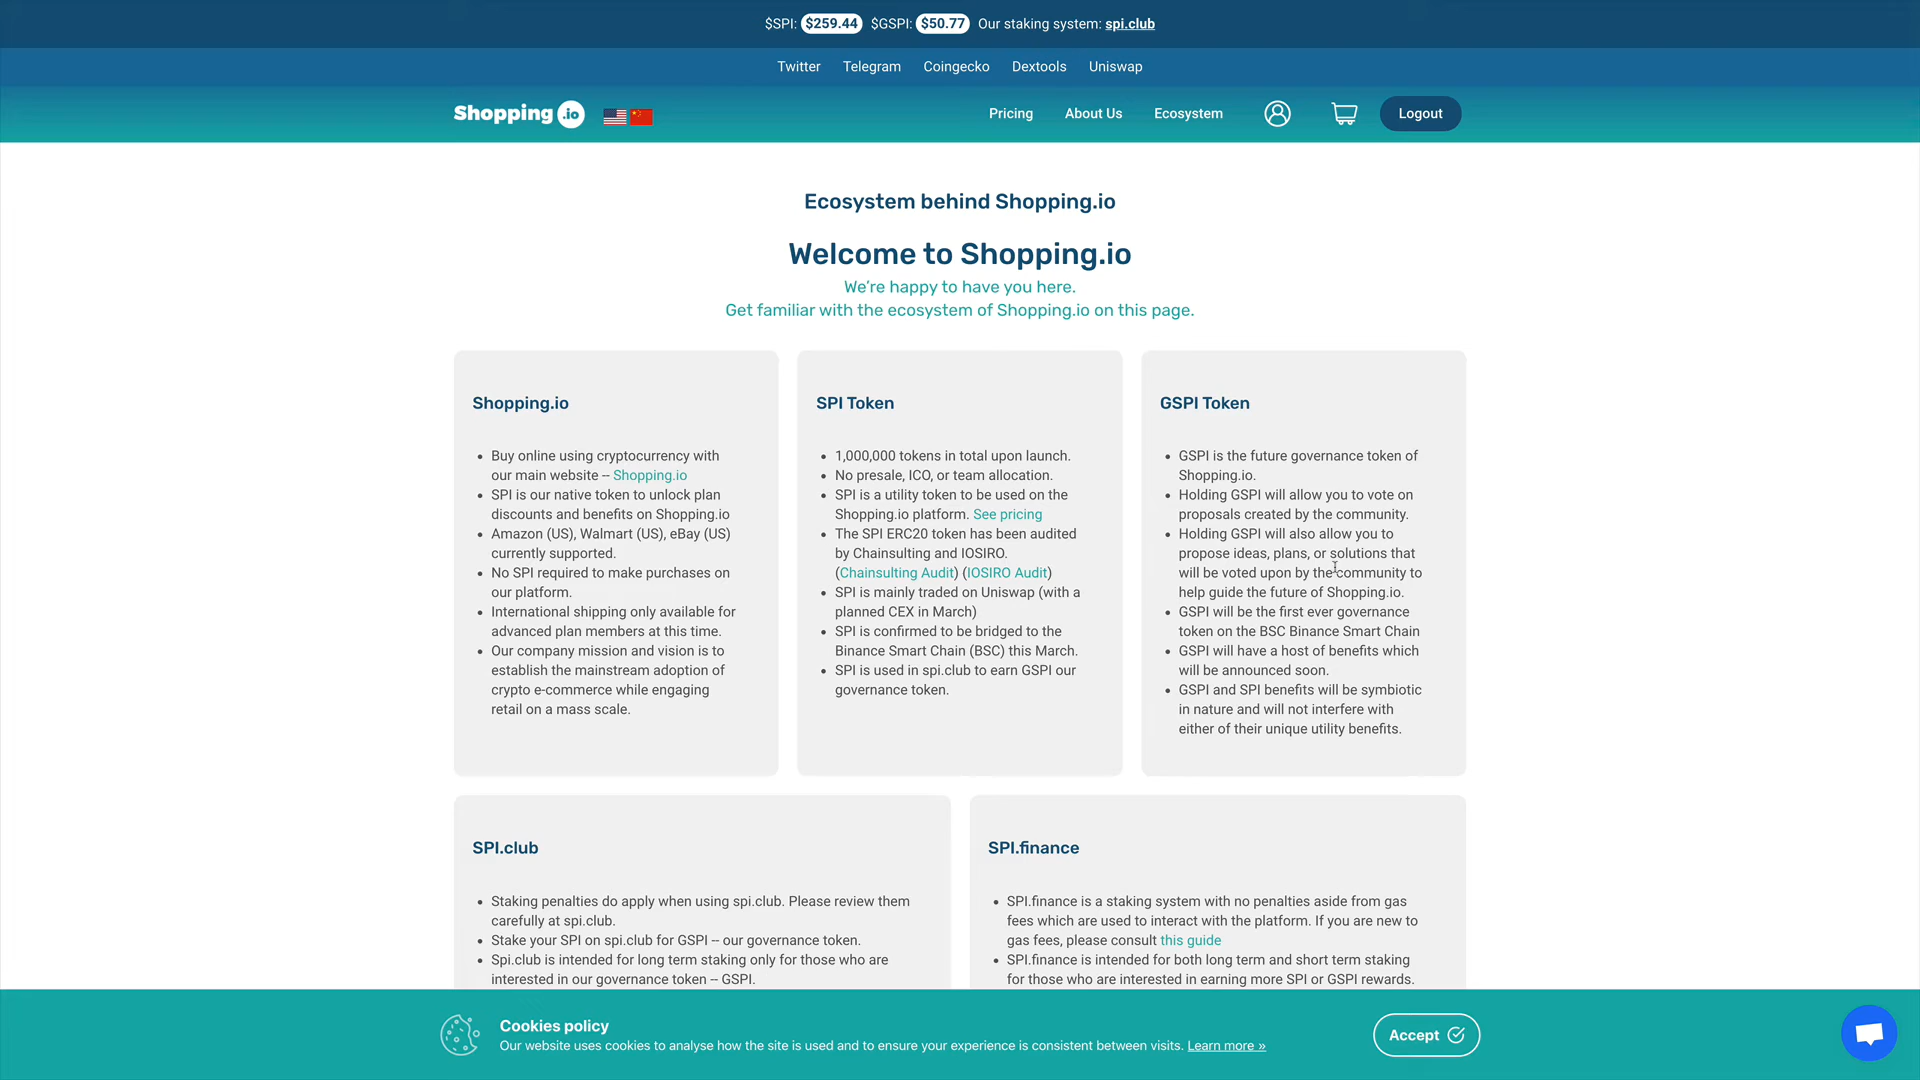 $SPI: $259.44 $GSPI: $50.77 Our staking system: spi.club
Twitter Telegram Coingecko Dextools Uniswap
Shopping .io Pricing About Us Ecosystem Logout
Ecosystem behind Shopping.io
Welcome to Shopping.io
We're happy to have you here.
Get familiar with the ecosystem of Shopping.io on this page.
Shopping.io
• Buy online using cryptocurrency with
our main website -- Shopping.io
• SPI is our native token to unlock plan
discounts and benefits on Shopping.io
• Amazon (US), Walmart (US), eBay (US)
currently supported.
• No SPI required to make purchases on
our platform.
• International shipping only available for
advanced plan members at this time.
• Our company mission and vision is to
establish the mainstream adoption of
crypto e-commerce while engaging
retail on a mass scale.
SPI Token
• 1,000,000 tokens in total upon launch.
• No presale, ICO, or team allocation.
• SPI is a utility token to be used on the
Shopping.io platform. See pricing
• The SPI ERC20 token has been audited
by Chainsulting and IOSIRO.
(Chainsulting Audit) (IOSIRO Audit)
• SPI is mainly traded on Uniswap (with a
planned CEX in March)
• SPI is confirmed to be bridged to the
Binance Smart Chain (BSC) this March.
• SPI is used in spi.club to earn GSPI our
governance token.
GSPI Token
• GSPI is the future governance token of
Shopping.io.
• Holding GSPI will allow you to vote on
proposals created by the community.
• Holding GSPI will also allow you to
propose ideas, plans, or solutions that
will be voted upon by the community to
help guide the future of Shopping.io.
• GSPI will be the first ever governance
token on the BSC Binance Smart Chain
• GSPI will have a host of benefits which
will be announced soon.
• GSPI and SPI benefits will be symbiotic
in nature and will not interfere with
either of their unique utility benefits.
SPI.club
• Staking penalties do apply when using spi.club. Please review them
carefully at spi.club.
• Stake your SPI on spi.club for GSPI -- our governance token.
• Spi.club is intended for long term staking only for those who are
interested in our governance token -- GSPI.
SPI.finance
• SPI.finance is a staking system with no penalties aside from gas
fees which are used to interact with the platform. If you are new to
gas fees, please consult this guide
• SPI.finance is intended for both long term and short term staking
for those who are interested in earning more SPI or GSPI rewards.
Cookies policy
Our website uses cookies to analyse how the site is used and to ensure your experience is consistent between visits. Learn more »
Accept